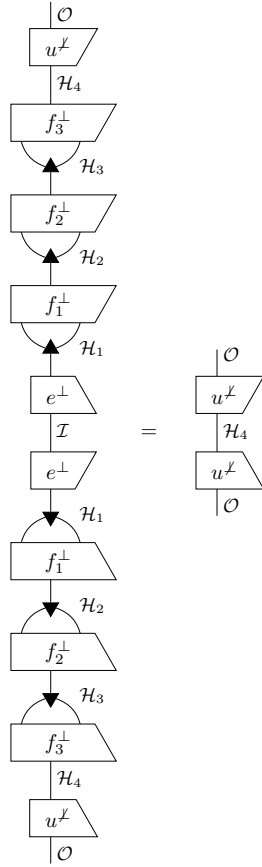 𝒪
u^⊥̸
ℋ₄
f₃^⊥
ℋ₃
f₂^⊥
ℋ₂
f₁^⊥
ℋ₁
e^⊥
ℐ
e^⊥
ℋ₁
f₁^⊥
ℋ₂
f₂^⊥
ℋ₃
f₃^⊥
ℋ₄
u^⊥̸
𝒪
=
𝒪
u^⊥̸
ℋ₄
u^⊥̸
𝒪